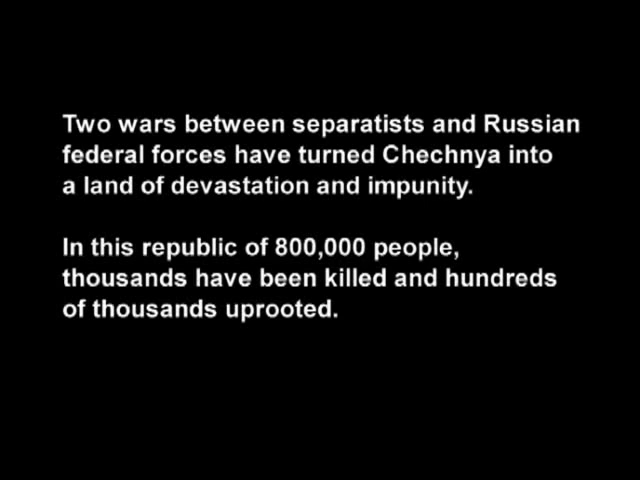 Two wars between separatists and Russian
federal forces have turned Chechnya into
a land of devastation and impunity.
In this republic of 800,000 people,
thousands have been killed and hundreds
of thousands uprooted.